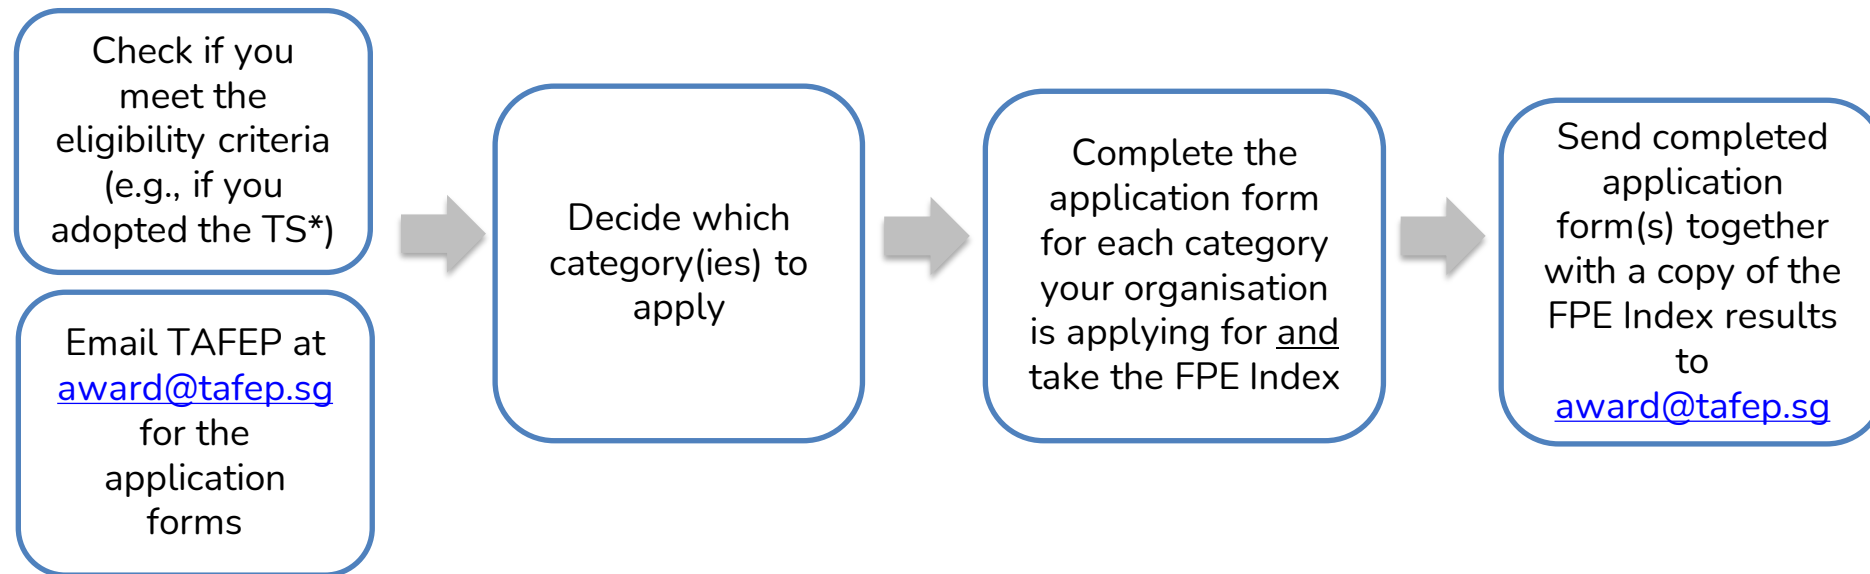 Check if you
meet the
eligibility criteria
(e.g., if you
adopted the TS*)
Email TAFEP at
award@tafep.sg
for the
application
forms
Decide which
category(ies) to
apply
Complete the
application form
for each category
your organisation
is applying for and
take the FPE Index
Send completed
application
form(s) together
with a copy of the
FPE Index results
to
award@tafep.sg